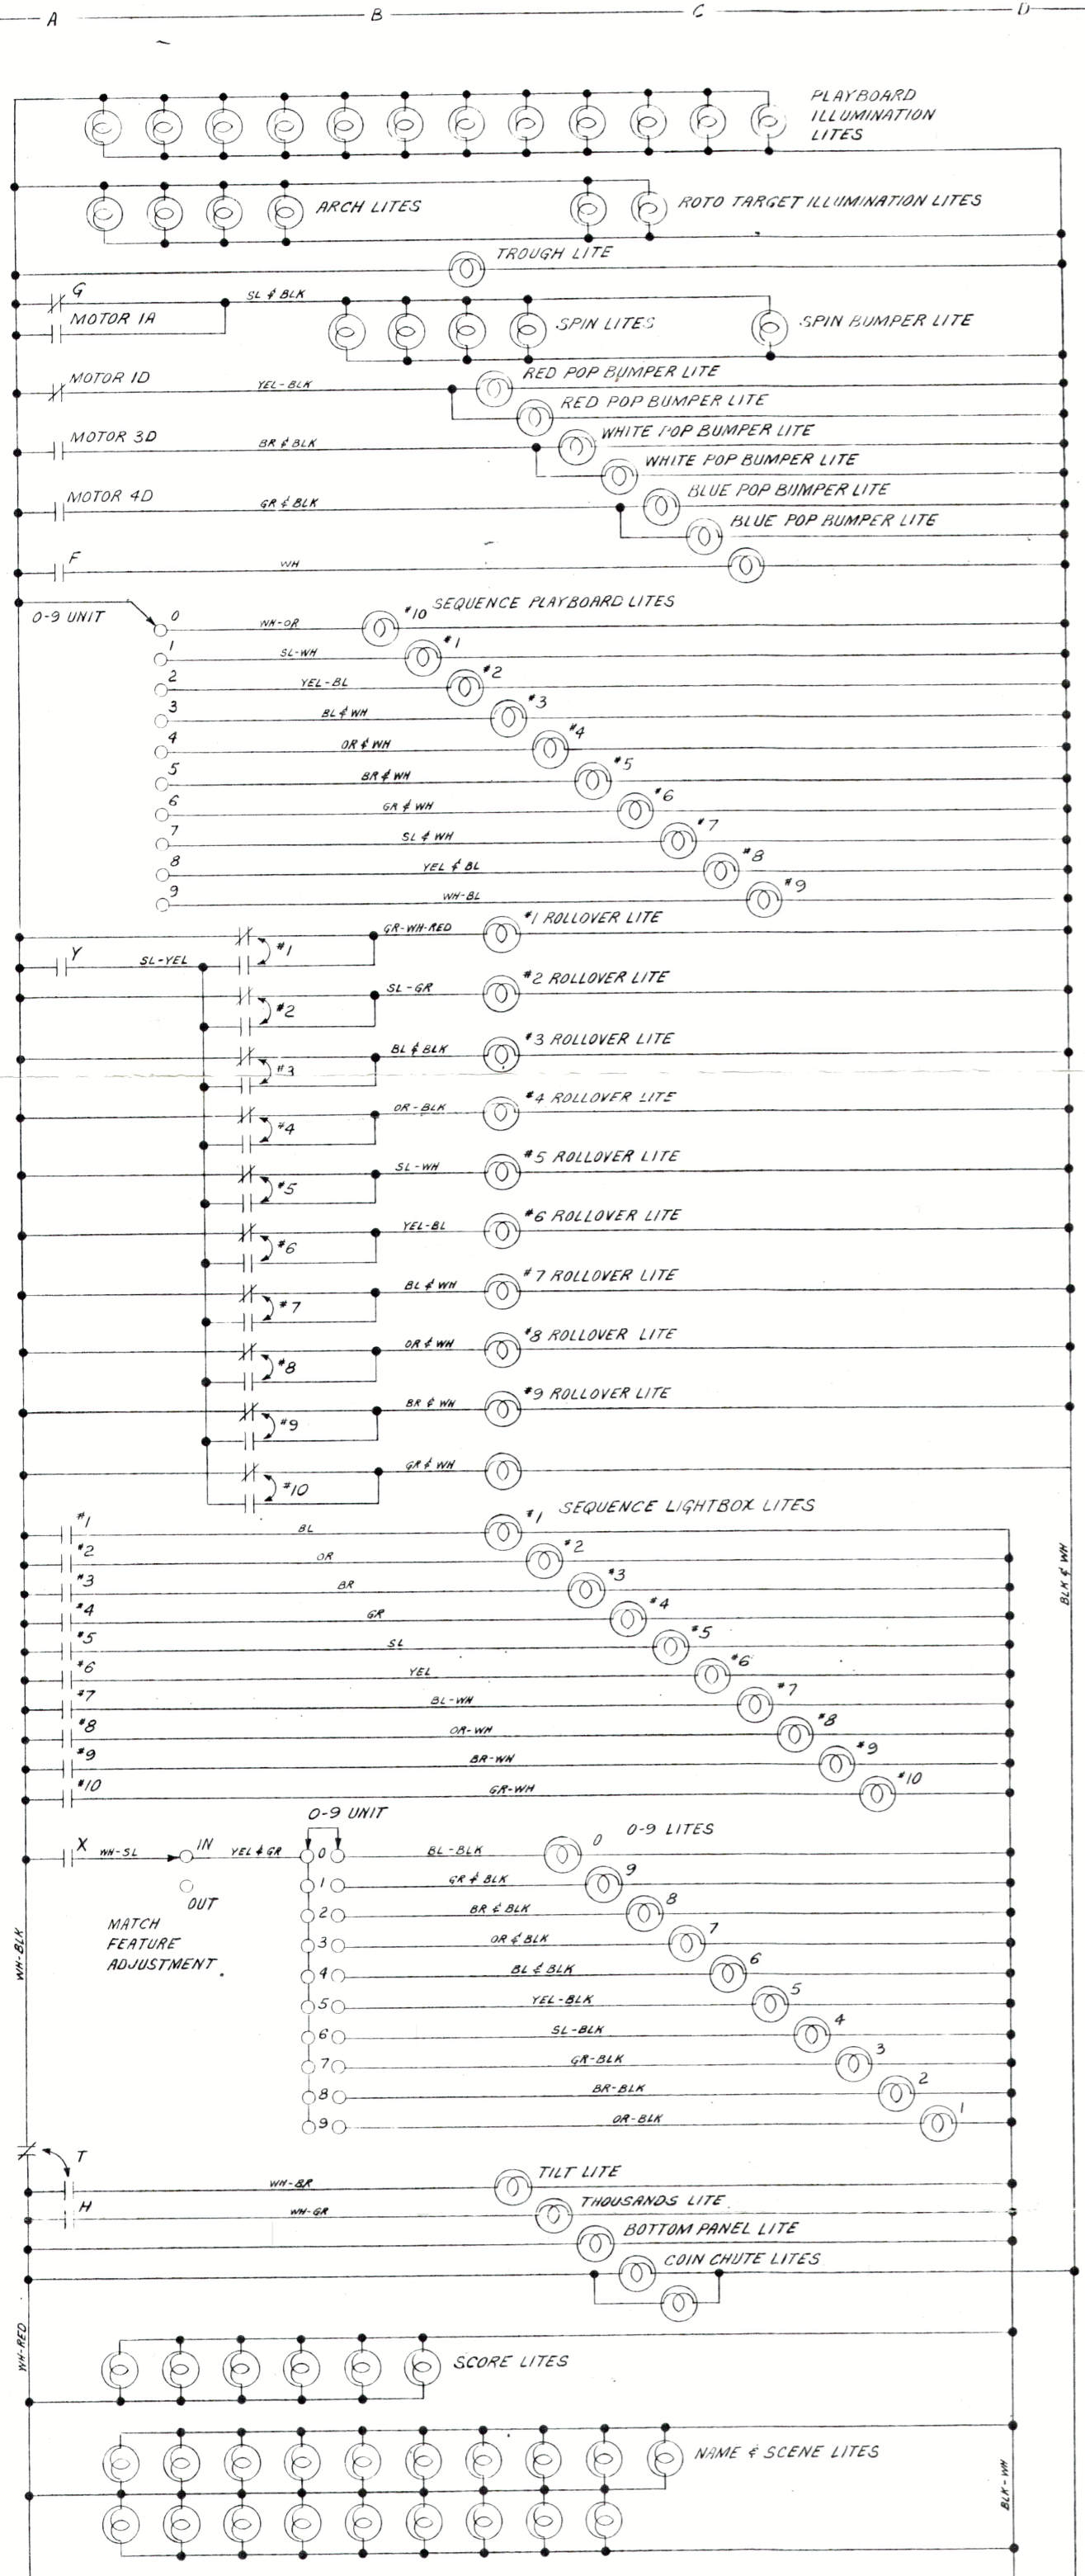 A B C D
PLAYBOARD
ILLUMINATION
LITES
ARCH LITES
ROTO TARGET ILLUMINATION LITES
TROUGH LITE
G
SL & BLK
MOTOR 1A
SPIN LITES
SPIN BUMPER LITE
MOTOR 1D
YEL-BLK
RED POP BUMPER LITE
RED POP BUMPER LITE
MOTOR 3D
BR & BLK
WHITE POP BUMPER LITE
WHITE POP BUMPER LITE
MOTOR 4D
GR & BLK
BLUE POP BUMPER LITE
BLUE POP BUMPER LITE
F
WH
0-9 UNIT
SEQUENCE PLAYBOARD LITES
0 WH-OR #10
1 SL-WH #1
2 YEL-BL #2
3 BL & WH #3
4 OR & WH #4
5 BR & WH #5
6 GR & WH #6
7 SL & WH #7
8 YEL & BL #8
9 WH-BL #9
#1 GR-WH-RED #1 ROLLOVER LITE
Y SL-YEL
#2 SL-GR #2 ROLLOVER LITE
#3 BL & BLK #3 ROLLOVER LITE
#4 OR-BLK #4 ROLLOVER LITE
#5 SL-WH #5 ROLLOVER LITE
#6 YEL-BL #6 ROLLOVER LITE
#7 BL & WH #7 ROLLOVER LITE
#8 OR & WH #8 ROLLOVER LITE
#9 BR & WH #9 ROLLOVER LITE
#10 GR & WH
SEQUENCE LIGHTBOX LITES
#1 BL #1
#2 OR #2
#3 BR #3
#4 GR #4
#5 SL #5
#6 YEL #6
#7 BL-WH #7
#8 OR-WH #8
#9 BR-WH #9
#10 GR-WH #10
BLK & WH
0-9 UNIT
0-9 LITES
X WH-SL IN YEL & GR 0 BL-BLK 0
OUT
MATCH
FEATURE
ADJUSTMENT
1 GR & BLK 9
2 BR & BLK 8
3 OR & BLK 7
4 BL & BLK 6
5 YEL-BLK 5
6 SL-BLK 4
7 GR-BLK 3
8 BR-BLK 2
9 OR-BLK 1
WH-BLK
T
WH-BR TILT LITE
H WH-GR THOUSANDS LITE
BOTTOM PANEL LITE
COIN CHUTE LITES
WH-RED
SCORE LITES
NAME & SCENE LITES
BLK-WH